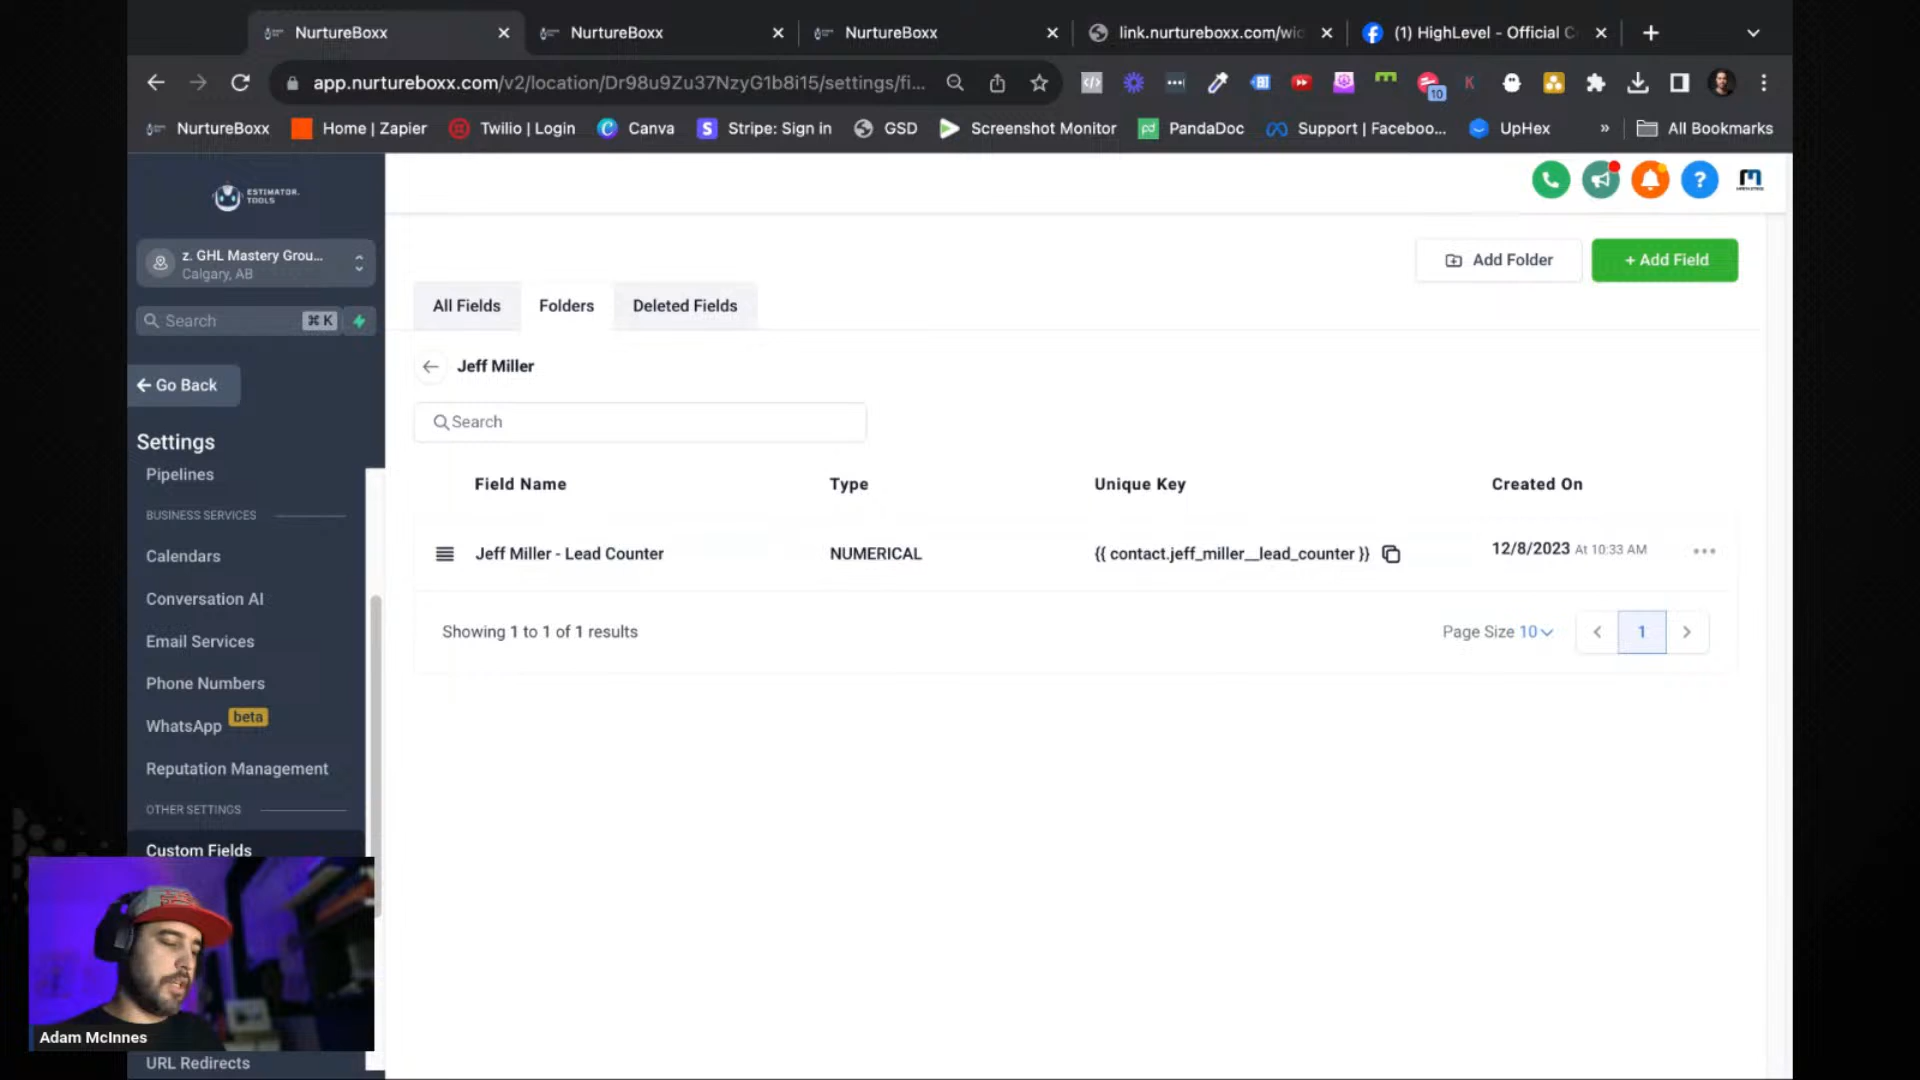 NurtureBoxx
NurtureBoxx
NurtureBoxx
link.nurtureboxx.com/wic
(1) HighLevel - Official C
app.nurtureboxx.com/v2/location/Dr98u9Zu37NzyG1b8i15/settings/fi...
10
K
NurtureBoxx
Home | Zapier
Twilio | Login
Canva
S
Stripe: Sign in
GSD
Screenshot Monitor
pd
PandaDoc
Support | Faceboo...
UpHex
»
All Bookmarks
ESTIMATOR.
TOOLS
z. GHL Mastery Grou...
Calgary, AB
Search
⌘ K
Go Back
Settings
Pipelines
BUSINESS SERVICES
Calendars
Conversation AI
Email Services
Phone Numbers
WhatsApp beta
Reputation Management
OTHER SETTINGS
Custom Fields
URL Redirects
Adam McInnes
Add Folder
+ Add Field
All Fields
Folders
Deleted Fields
Jeff Miller
Search
Field Name
Type
Unique Key
Created On
Jeff Miller - Lead Counter
NUMERICAL
{{ contact.jeff_miller__lead_counter }}
12/8/2023 At 10:33 AM
Showing 1 to 1 of 1 results
Page Size 10
1